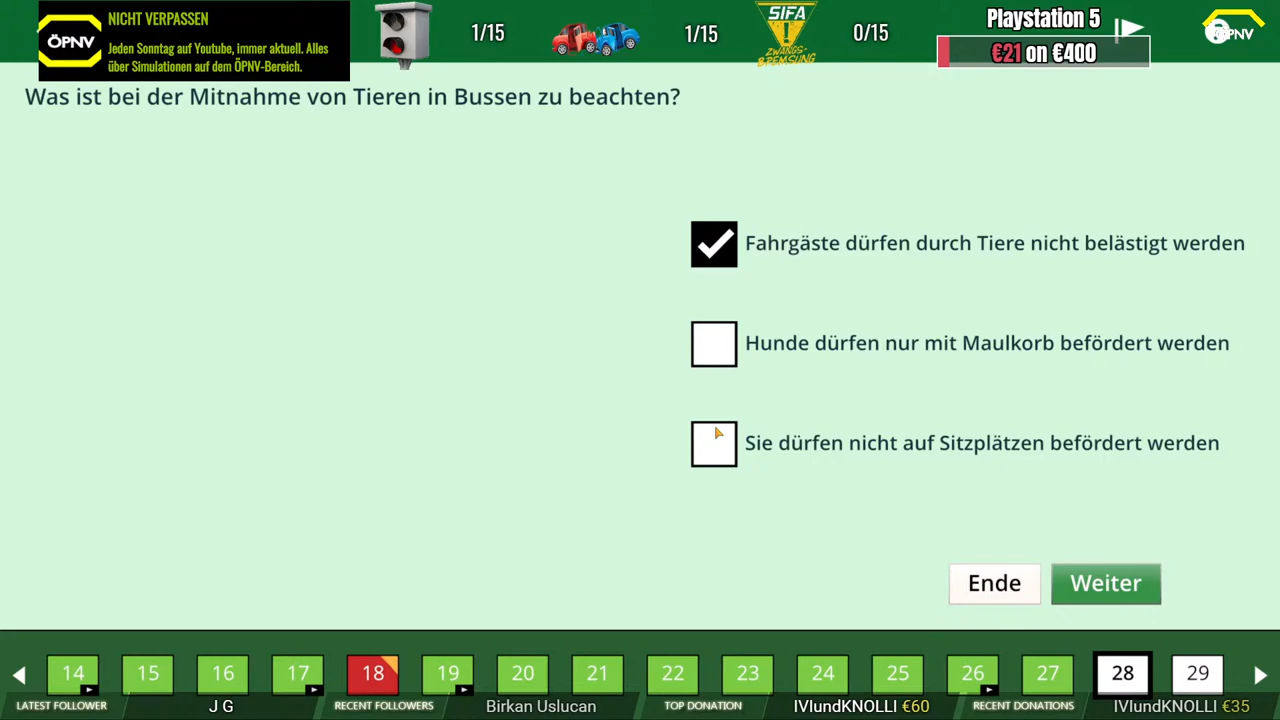 NICHT VERPASSEN
ÖPNV
Jeden Sonntag auf Youtube, immer aktuell. Alles
über Simulationen auf dem ÖPNV-Bereich.
1/15
1/15
SIFA
ZWANGS-
BREMSUNG
0/15
Playstation 5
€21 on €400
ÖPNV
Was ist bei der Mitnahme von Tieren in Bussen zu beachten?
Fahrgäste dürfen durch Tiere nicht belästigt werden
Hunde dürfen nur mit Maulkorb befördert werden
Sie dürfen nicht auf Sitzplätzen befördert werden
Ende
Weiter
14 15 16 17 18 19 20 21 22 23 24 25 26 27 28 29
LATEST FOLLOWER J G RECENT FOLLOWERS Birkan Uslucan TOP DONATION IVIundKNOLLI €60 RECENT DONATIONS IVIundKNOLLI €35